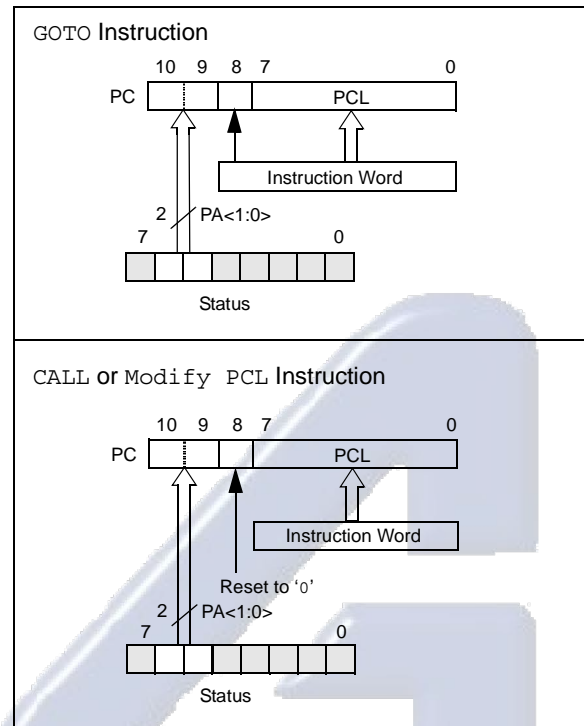 GOTO Instruction
10 9 8 7 0
PC PCL
Instruction Word
2 PA<1:0>
7 0
Status
CALL or Modify PCL Instruction
10 9 8 7 0
PC PCL
Instruction Word
Reset to ‘0’
2 PA<1:0>
7 0
Status